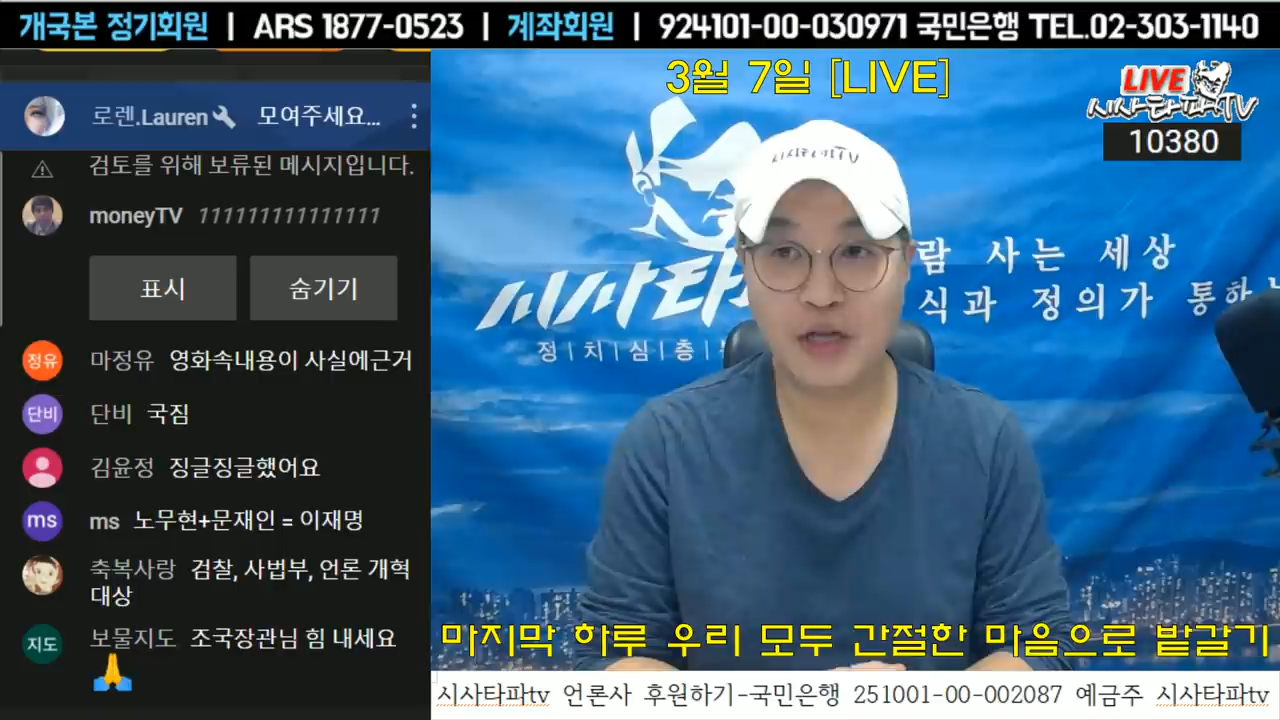 개국본 정기회원 | ARS 1877-0523 | 계좌회원 | 924101-00-030971 국민은행 TEL.02-303-1140
3월 7일 [LIVE]
LIVE
시사타파TV
10380
로렌.Lauren 모여주세요...
검토를 위해 보류된 메시지입니다.
moneyTV 111111111111111
표시 숨기기
정유 마정유 영화속내용이 사실에근거
단비 단비 국짐
김윤정 징글징글했어요
ms ms 노무현+문재인 = 이재명
축복사랑 검찰, 사법부, 언론 개혁
대상
지도 보물지도 조국장관님 힘 내세요
시사타파TV
시사타
정|치|심|층|
람 사는 세상
식과 정의가 통하
마지막 하루 우리 모두 간절한 마음으로 밭갈기
시사타파tv 언론사 후원하기-국민은행 251001-00-002087 예금주 시사타파tv